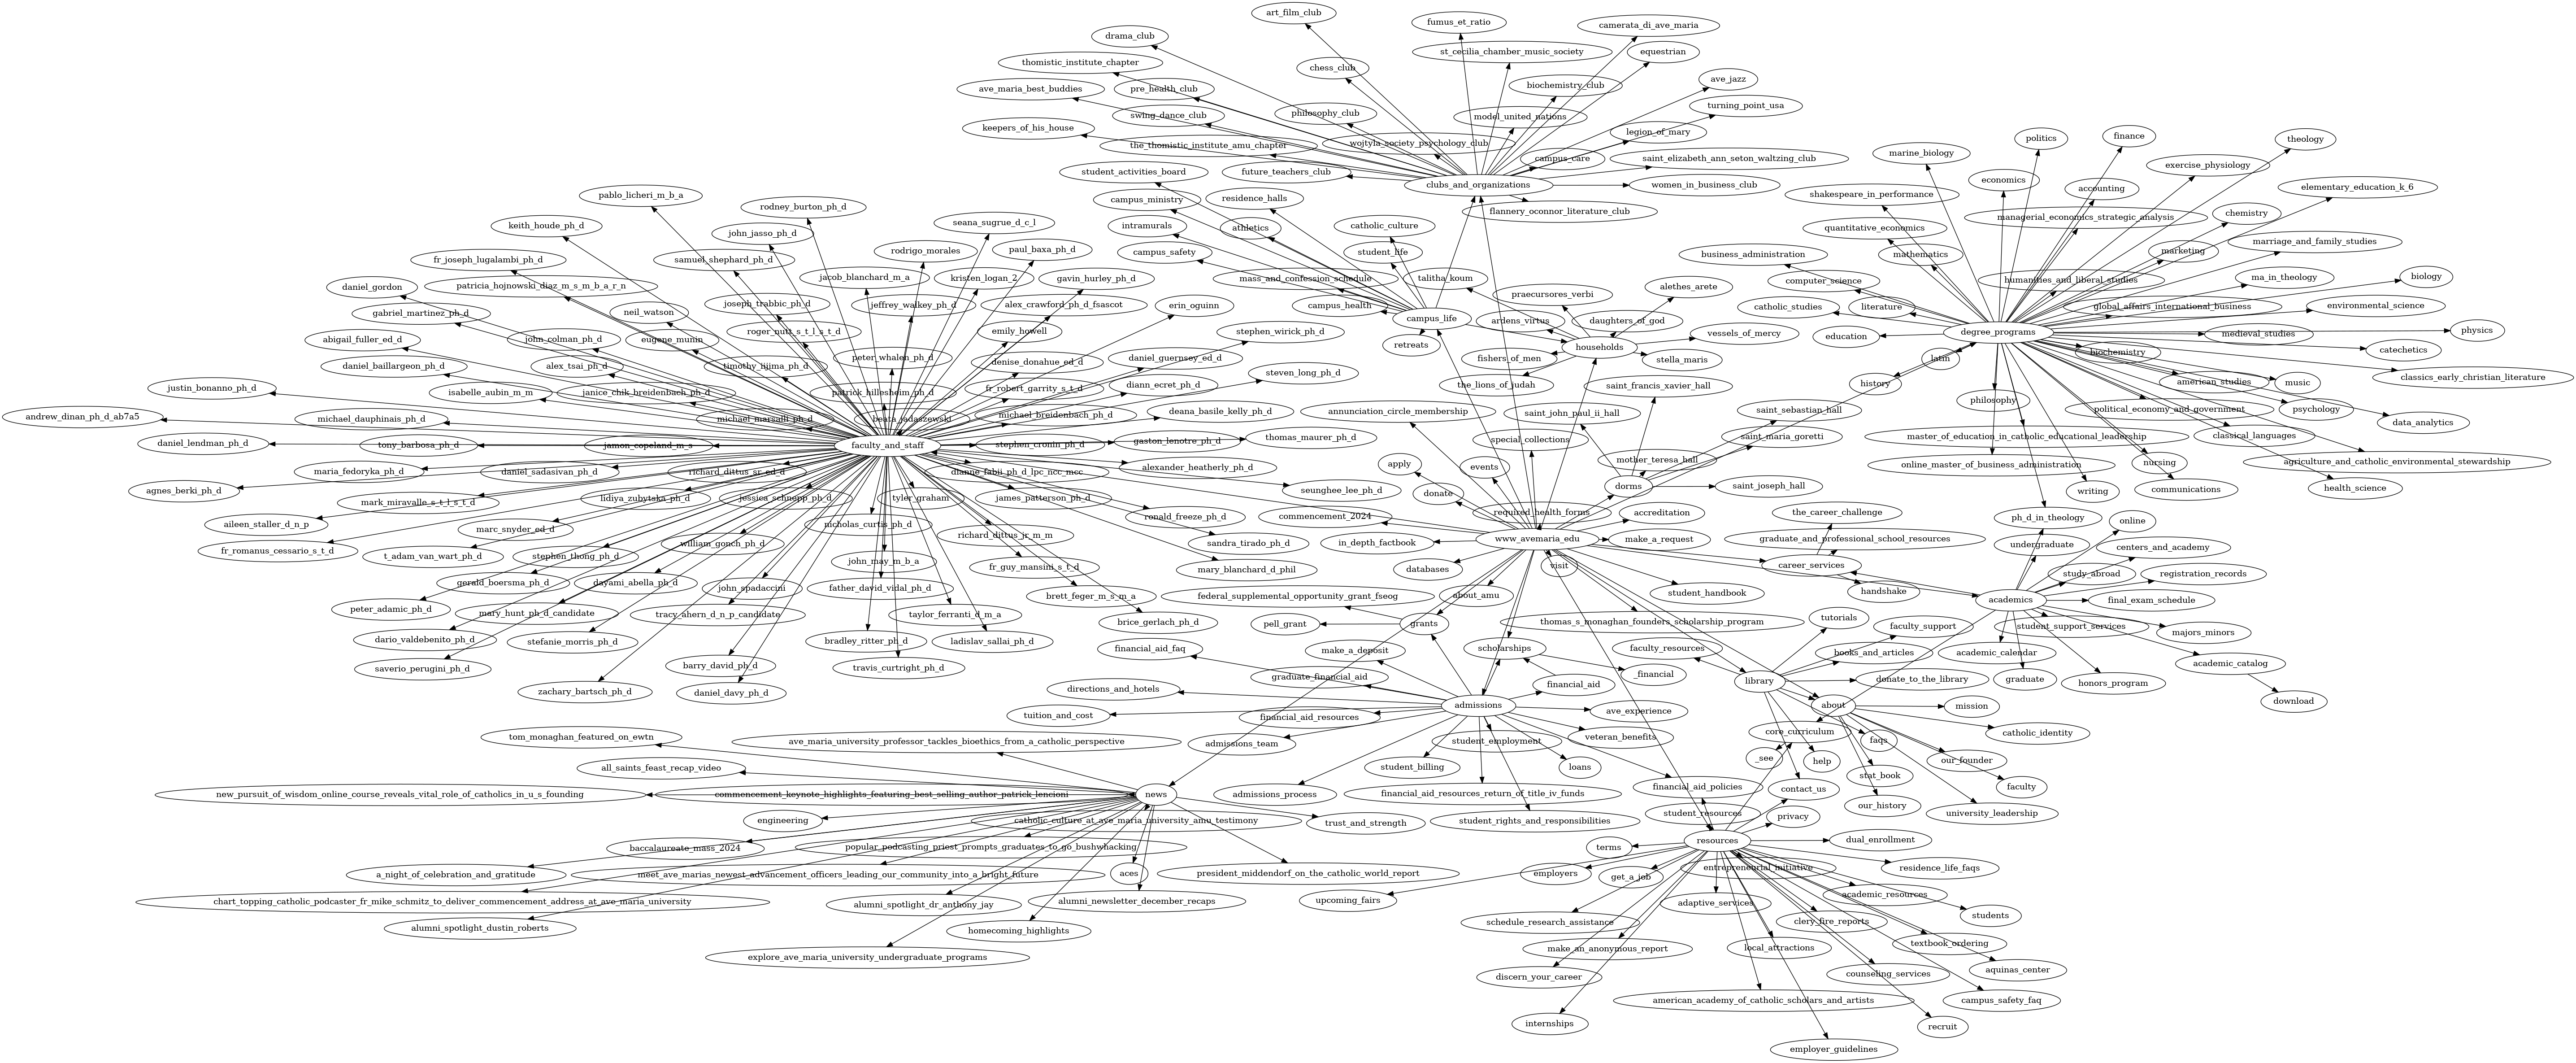 art_film_club
fumus_et_ratio
camerata_di_ave_maria
drama_club
st_cecilia_chamber_music_society
equestrian
thomistic_institute_chapter
chess_club
ave_jazz
ave_maria_best_buddies
pre_health_club
biochemistry_club
turning_point_usa
swing_dance_club
philosophy_club
model_united_nations
keepers_of_his_house
legion_of_mary
the_thomistic_institute_amu_chapter
wojtyla_society_psychology_club
campus_care
saint_elizabeth_ann_seton_waltzing_club
student_activities_board
future_teachers_club
clubs_and_organizations
women_in_business_club
flannery_oconnor_literature_club
campus_ministry
residence_halls
intramurals
athletics
catholic_culture
campus_safety
student_life
mass_and_confession_schedule
talitha_koum
campus_health
campus_life
retreats
praecursores_verbi
alethes_arete
ardens_virtus
daughters_of_god
vessels_of_mercy
households
fishers_of_men
stella_maris
the_lions_of_judah
politics
finance
theology
marine_biology
exercise_physiology
economics
accounting
elementary_education_k_6
shakespeare_in_performance
managerial_economics_strategic_analysis
chemistry
quantitative_economics
marriage_and_family_studies
business_administration
mathematics
marketing
computer_science
humanities_and_liberal_studies
ma_in_theology
biology
catholic_studies
literature
global_affairs_international_business
environmental_science
education
degree_programs
medieval_studies
physics
latin
biochemistry
catechetics
history
american_studies
music
classics_early_christian_literature
philosophy
political_economy_and_government
psychology
data_analytics
master_of_education_in_catholic_educational_leadership
classical_languages
online_master_of_business_administration
nursing
agriculture_and_catholic_environmental_stewardship
writing
communications
health_science
ph_d_in_theology
pablo_licheri_m_b_a
rodney_burton_ph_d
keith_houde_ph_d
john_jasso_ph_d
seana_sugrue_d_c_l
fr_joseph_lugalambi_ph_d
samuel_shephard_ph_d
rodrigo_morales
paul_baxa_ph_d
daniel_gordon
patricia_hojnowski_diaz_m_s_m_b_a_r_n
jacob_blanchard_m_a
kristen_logan_2
gavin_hurley_ph_d
gabriel_martinez_ph_d
neil_watson
joseph_trabbic_ph_d
jeffrey_walkey_ph_d
alex_crawford_ph_d_fsascot
erin_oguinn
abigail_fuller_ed_d
john_colman_ph_d
eugene_munin
roger_nutt_s_t_l_s_t_d
emily_howell
stephen_wirick_ph_d
daniel_baillargeon_ph_d
alex_tsai_ph_d
timothy_lijima_ph_d
peter_whalen_ph_d
denise_donahue_ed_d
daniel_guernsey_ed_d
steven_long_ph_d
justin_bonanno_ph_d
isabelle_aubin_m_m
janice_chik_breidenbach_ph_d
patrick_hillesheim_ph_d
fr_robert_garrity_s_t_d
diann_ecret_ph_d
andrew_dinan_ph_d_ab7a5
michael_dauphinais_ph_d
michael_marsalli_ph_d
beata_jadaszewski
michael_breidenbach_ph_d
deana_basile_kelly_ph_d
daniel_lendman_ph_d
tony_barbosa_ph_d
jamon_copeland_m_s
faculty_and_staff
stephen_cronin_ph_d
gaston_lenotre_ph_d
thomas_maurer_ph_d
maria_fedoryka_ph_d
daniel_sadasivan_ph_d
richard_dittus_sr_ed_d
dianne_fabii_ph_d_lpc_ncc_mcc
alexander_heatherly_ph_d
agnes_berki_ph_d
mark_miravalle_s_t_l_s_t_d
lidiya_zubytska_ph_d
jessica_schnepp_ph_d
tyler_graham
james_patterson_ph_d
seunghee_lee_ph_d
aileen_staller_d_n_p
marc_snyder_ed_d
nicholas_curtis_ph_d
ronald_freeze_ph_d
fr_romanus_cessario_s_t_d
t_adam_van_wart_ph_d
stephen_thong_ph_d
william_gonch_ph_d
richard_dittus_jr_m_m
sandra_tirado_ph_d
gerald_boersma_ph_d
dayami_abella_ph_d
john_may_m_b_a
fr_guy_mansini_s_t_d
mary_blanchard_d_phil
peter_adamic_ph_d
mary_hunt_ph_d_candidate
john_spadaccini
father_david_vidal_ph_d
brett_feger_m_s_m_a
dario_valdebenito_ph_d
stefanie_morris_ph_d
tracy_ahern_d_n_p_candidate
taylor_ferranti_d_m_a
brice_gerlach_ph_d
saverio_perugini_ph_d
barry_david_ph_d
bradley_ritter_ph_d
ladislav_sallai_ph_d
zachary_bartsch_ph_d
daniel_davy_ph_d
travis_curtright_ph_d
saint_francis_xavier_hall
annunciation_circle_membership
saint_john_paul_ii_hall
saint_sebastian_hall
special_collections
saint_maria_goretti
apply
events
mother_teresa_hall
donate
dorms
saint_joseph_hall
commencement_2024
required_health_forms
accreditation
in_depth_factbook
www_avemaria_edu
make_a_request
databases
visit
the_career_challenge
graduate_and_professional_school_resources
career_services
handshake
student_handbook
about_amu
federal_supplemental_opportunity_grant_fseog
pell_grant
grants
thomas_s_monaghan_founders_scholarship_program
online
undergraduate
centers_and_academy
study_abroad
registration_records
academics
final_exam_schedule
student_support_services
majors_minors
academic_calendar
academic_catalog
graduate
honors_program
download
tutorials
faculty_support
faculty_resources
books_and_articles
library
donate_to_the_library
about
mission
core_curriculum
faqs
catholic_identity
_see
help
our_founder
stat_book
faculty
contact_us
our_history
university_leadership
financial_aid_faq
make_a_deposit
scholarships
_financial
graduate_financial_aid
financial_aid
directions_and_hotels
admissions
ave_experience
tuition_and_cost
financial_aid_resources
admissions_team
student_employment
veteran_benefits
student_billing
loans
admissions_process
financial_aid_resources_return_of_title_iv_funds
financial_aid_policies
student_rights_and_responsibilities
tom_monaghan_featured_on_ewtn
ave_maria_university_professor_tackles_bioethics_from_a_catholic_perspective
all_saints_feast_recap_video
new_pursuit_of_wisdom_online_course_reveals_vital_role_of_catholics_in_u_s_founding
commencement_keynote_highlights_featuring_best_selling_author_patrick_lencioni
news
engineering
catholic_culture_at_ave_maria_university_amu_testimony
trust_and_strength
baccalaureate_mass_2024
popular_podcasting_priest_prompts_graduates_to_go_bushwhacking
a_night_of_celebration_and_gratitude
meet_ave_marias_newest_advancement_officers_leading_our_community_into_a_bright_future
aces
president_middendorf_on_the_catholic_world_report
chart_topping_catholic_podcaster_fr_mike_schmitz_to_deliver_commencement_address_at_ave_maria_university
alumni_spotlight_dr_anthony_jay
alumni_newsletter_december_recaps
alumni_spotlight_dustin_roberts
homecoming_highlights
explore_ave_maria_university_undergraduate_programs
student_resources
privacy
terms
resources
dual_enrollment
employers
get_a_job
entrepreneurial_initiative
residence_life_faqs
upcoming_fairs
adaptive_services
academic_resources
schedule_research_assistance
clery_fire_reports
students
make_an_anonymous_report
local_attractions
textbook_ordering
discern_your_career
counseling_services
aquinas_center
american_academy_of_catholic_scholars_and_artists
campus_safety_faq
internships
recruit
employer_guidelines